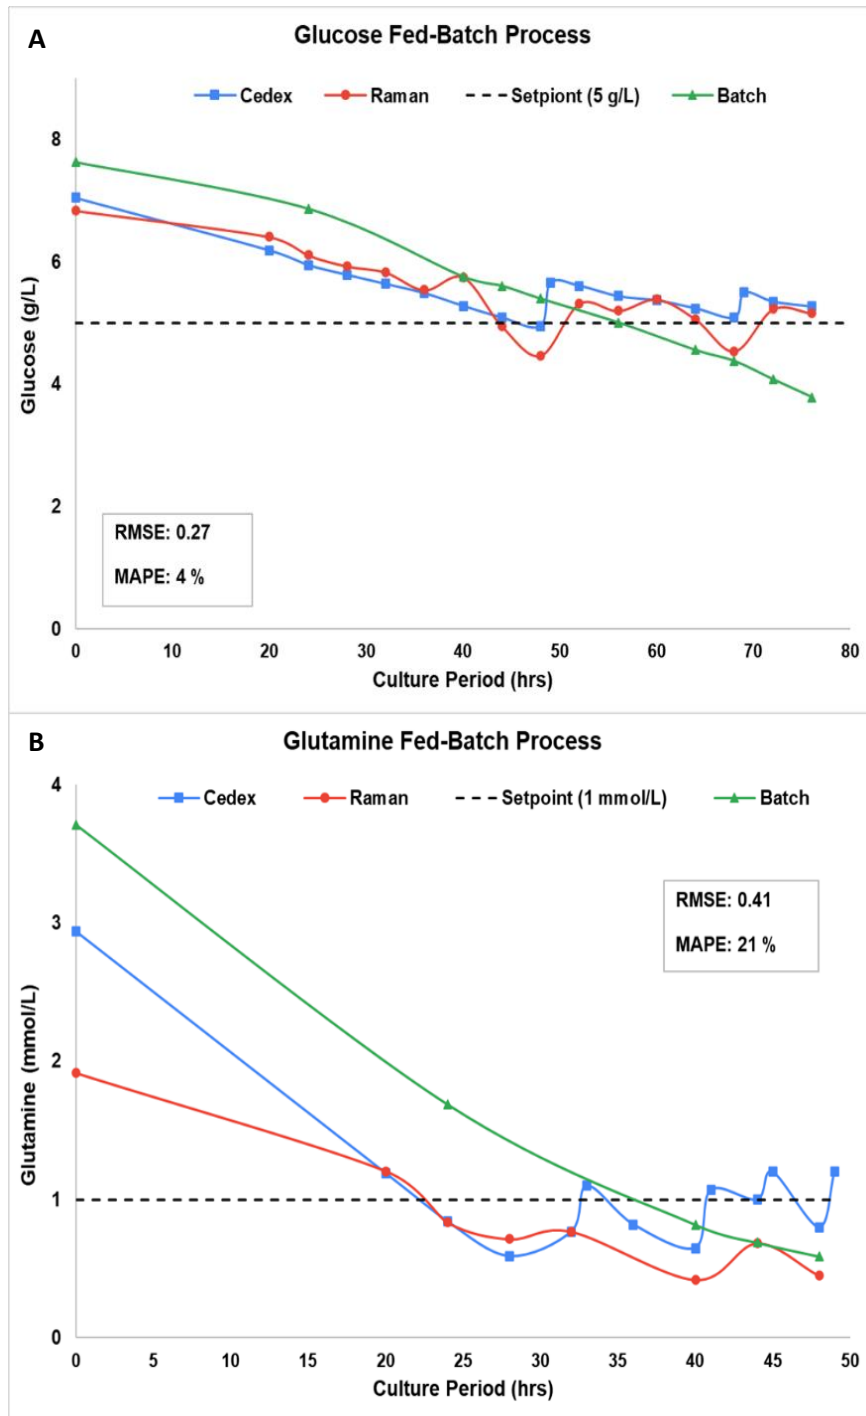 A
Glucose Fed-Batch Process
Cedex Raman Setpiont (5 g/L) Batch
8
6
4
2
0
Glucose (g/L)
RMSE: 0.27
MAPE: 4 %
0 10 20 30 40 50 60 70 80
Culture Period (hrs)
B
Glutamine Fed-Batch Process
Cedex Raman Setpoint (1 mmol/L) Batch
4
3
2
1
0
Glutamine (mmol/L)
RMSE: 0.41
MAPE: 21 %
0 5 10 15 20 25 30 35 40 45 50
Culture Period (hrs)